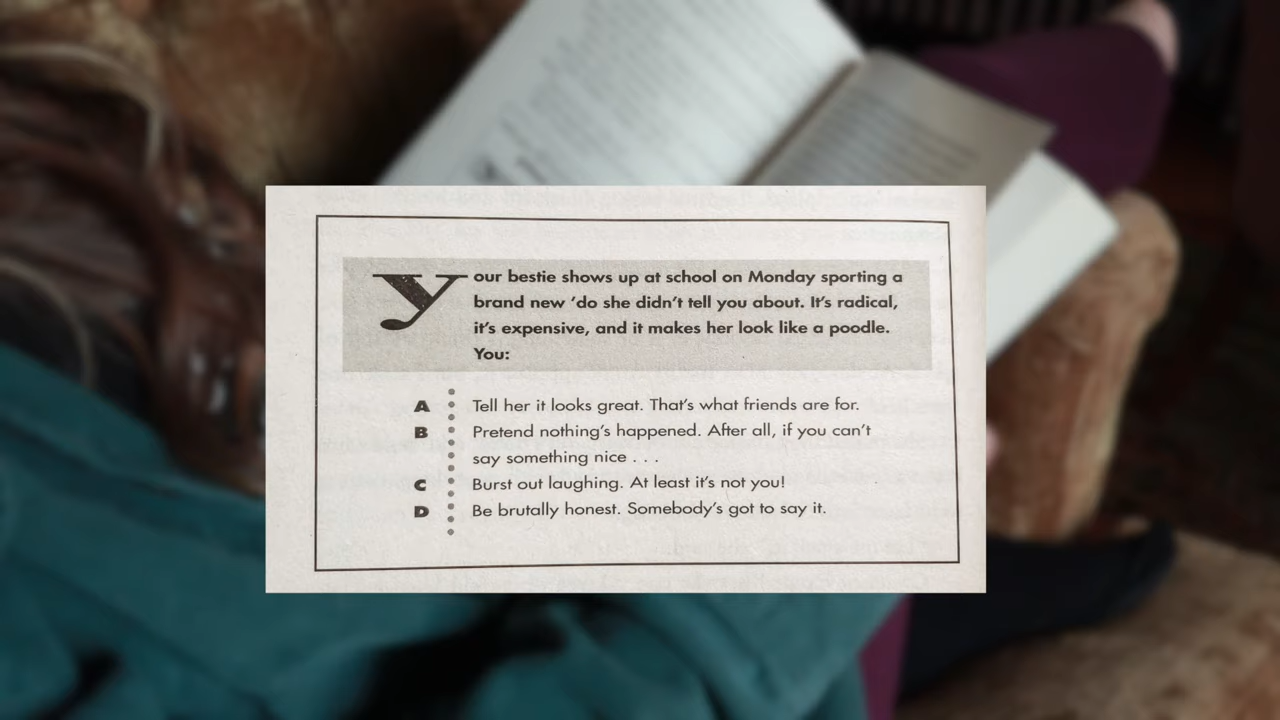 Your bestie shows up at school on Monday sporting a
brand new ‘do she didn’t tell you about. It’s radical,
it’s expensive, and it makes her look like a poodle.
You:
A Tell her it looks great. That’s what friends are for.
B Pretend nothing’s happened. After all, if you can’t
say something nice . . .
C Burst out laughing. At least it’s not you!
D Be brutally honest. Somebody’s got to say it.